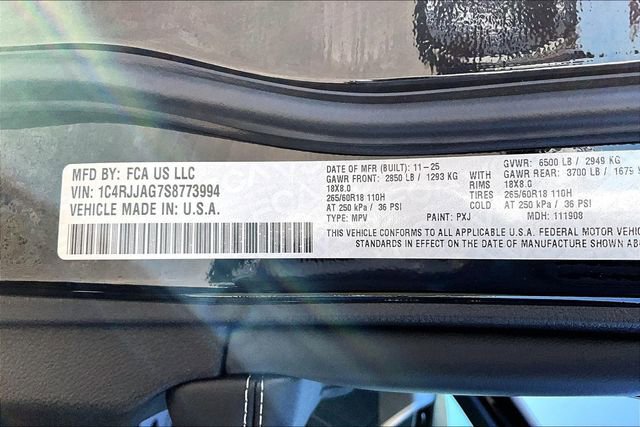 MFD BY: FCA US LLC
VIN: 1C4RJJAG7S8773994
VEHICLE MADE IN: U.S.A.
DATE OF MFR (BUILT): 11-25 GVWR: 6500 LB / 2949 KG
GAWR FRONT: 2850 LB / 1293 KG WITH GAWR REAR: 3700 LB / 1675
18X8.0 RIMS 18X8.0
265/60R18 110H TIRES 265/60R18 110H
AT 250 kPa / 36 PSI AT 250 kPa / 36 PSI
TYPE: MPV PAINT: PXJ MDH: 111908
THIS VEHICLE CONFORMS TO ALL APPLICABLE U.S.A. FEDERAL MOTOR VEHIC
STANDARDS IN EFFECT ON THE DATE OF MANUFACTURE SHOWN AB